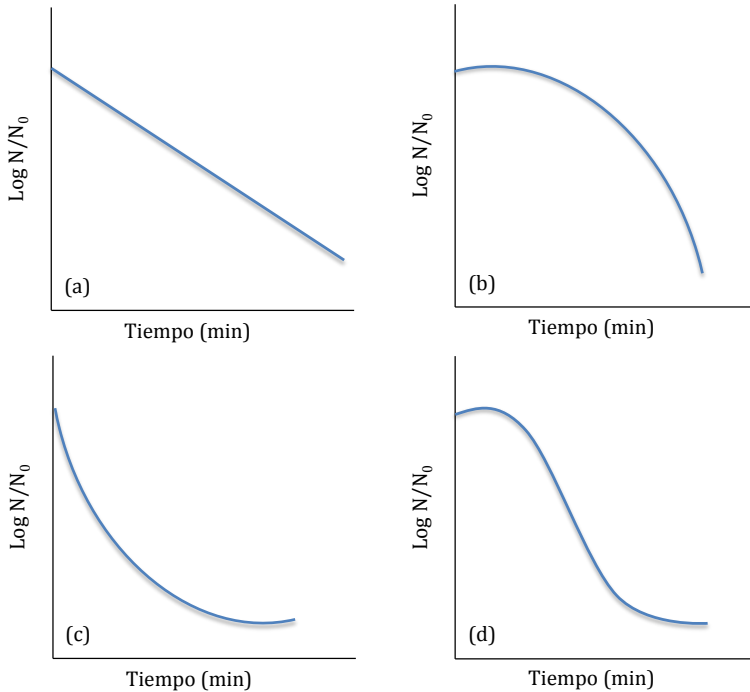 Log N/N₀
(a)
Tiempo (min)
Log N/N₀
(b)
Tiempo (min)
Log N/N₀
(c)
Tiempo (min)
Log N/N₀
(d)
Tiempo (min)